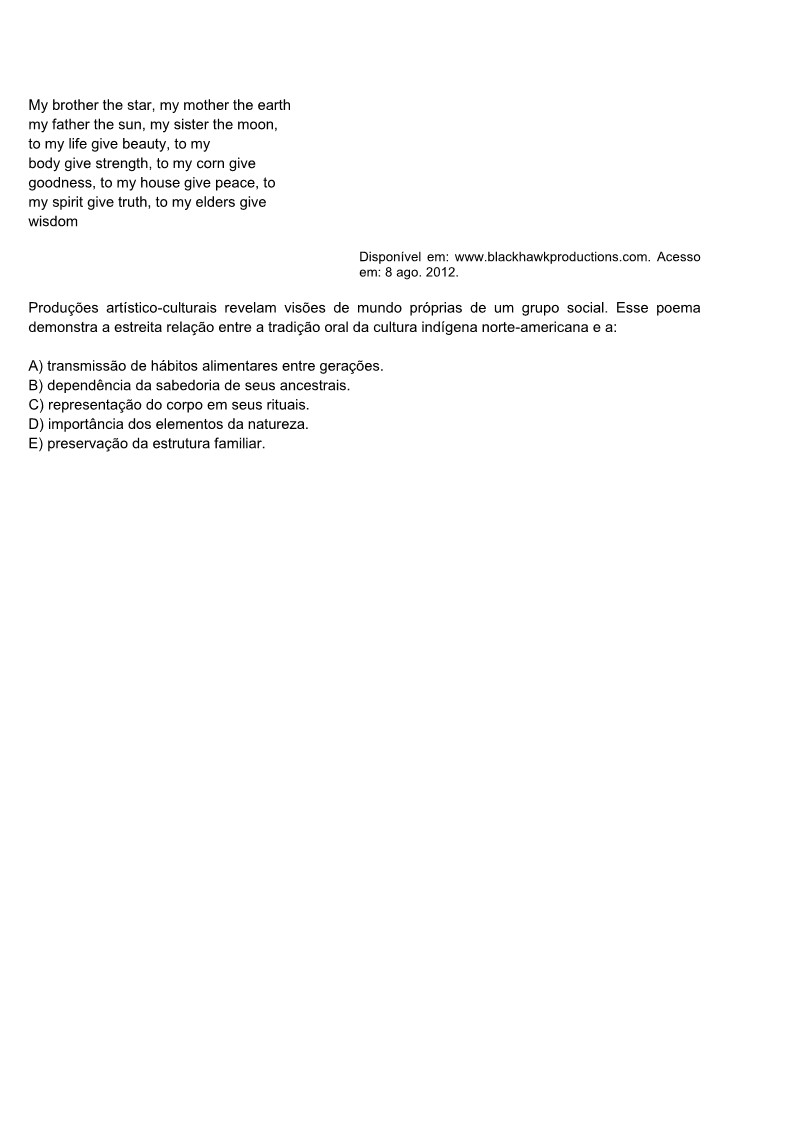 My brother the star, my mother the earth
my father the sun, my sister the moon,
to my life give beauty, to my
body give strength, to my corn give
goodness, to my house give peace, to
my spirit give truth, to my elders give
wisdom
Disponível em: www.blackhawkproductions.com. Acesso
em: 8 ago. 2012.
Produções artístico-culturais revelam visões de mundo próprias de um grupo social. Esse poema
demonstra a estreita relação entre a tradição oral da cultura indígena norte-americana e a:
A) transmissão de hábitos alimentares entre gerações.
B) dependência da sabedoria de seus ancestrais.
C) representação do corpo em seus rituais.
D) importância dos elementos da natureza.
E) preservação da estrutura familiar.